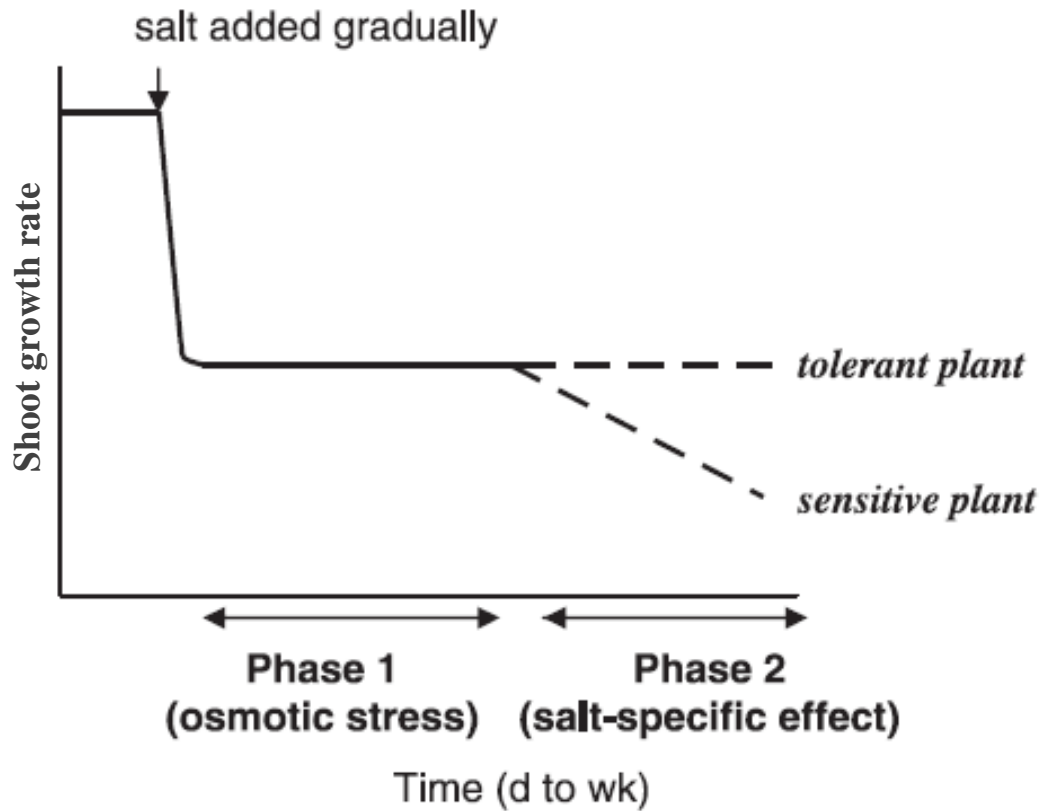 salt added gradually
Shoot growth rate
tolerant plant
sensitive plant
Phase 1
(osmotic stress)
Phase 2
(salt-specific effect)
Time (d to wk)